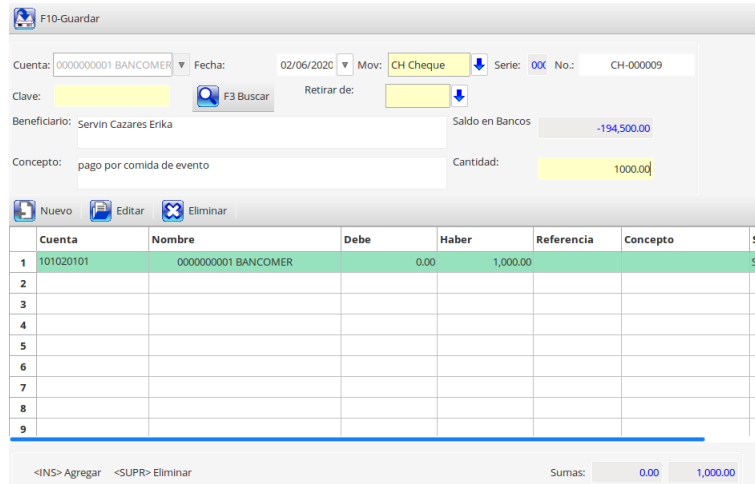 F10-Guardar
Cuenta: 0000000001 BANCOMER Fecha: 02/06/2020 Mov: CH Cheque Serie: 000 No.: CH-000009
Clave: F3 Buscar Retirar de:
Beneficiario: Servin Cazares Erika Saldo en Bancos -194,500.00
Concepto: pago por comida de evento Cantidad: 1000.00
Nuevo Editar Eliminar
Cuenta Nombre Debe Haber Referencia Concepto S
1 101020101 0000000001 BANCOMER 0.00 1,000.00 S
2
3
4
5
6
7
8
9
<INS> Agregar <SUPR> Eliminar Sumas: 0.00 1,000.00